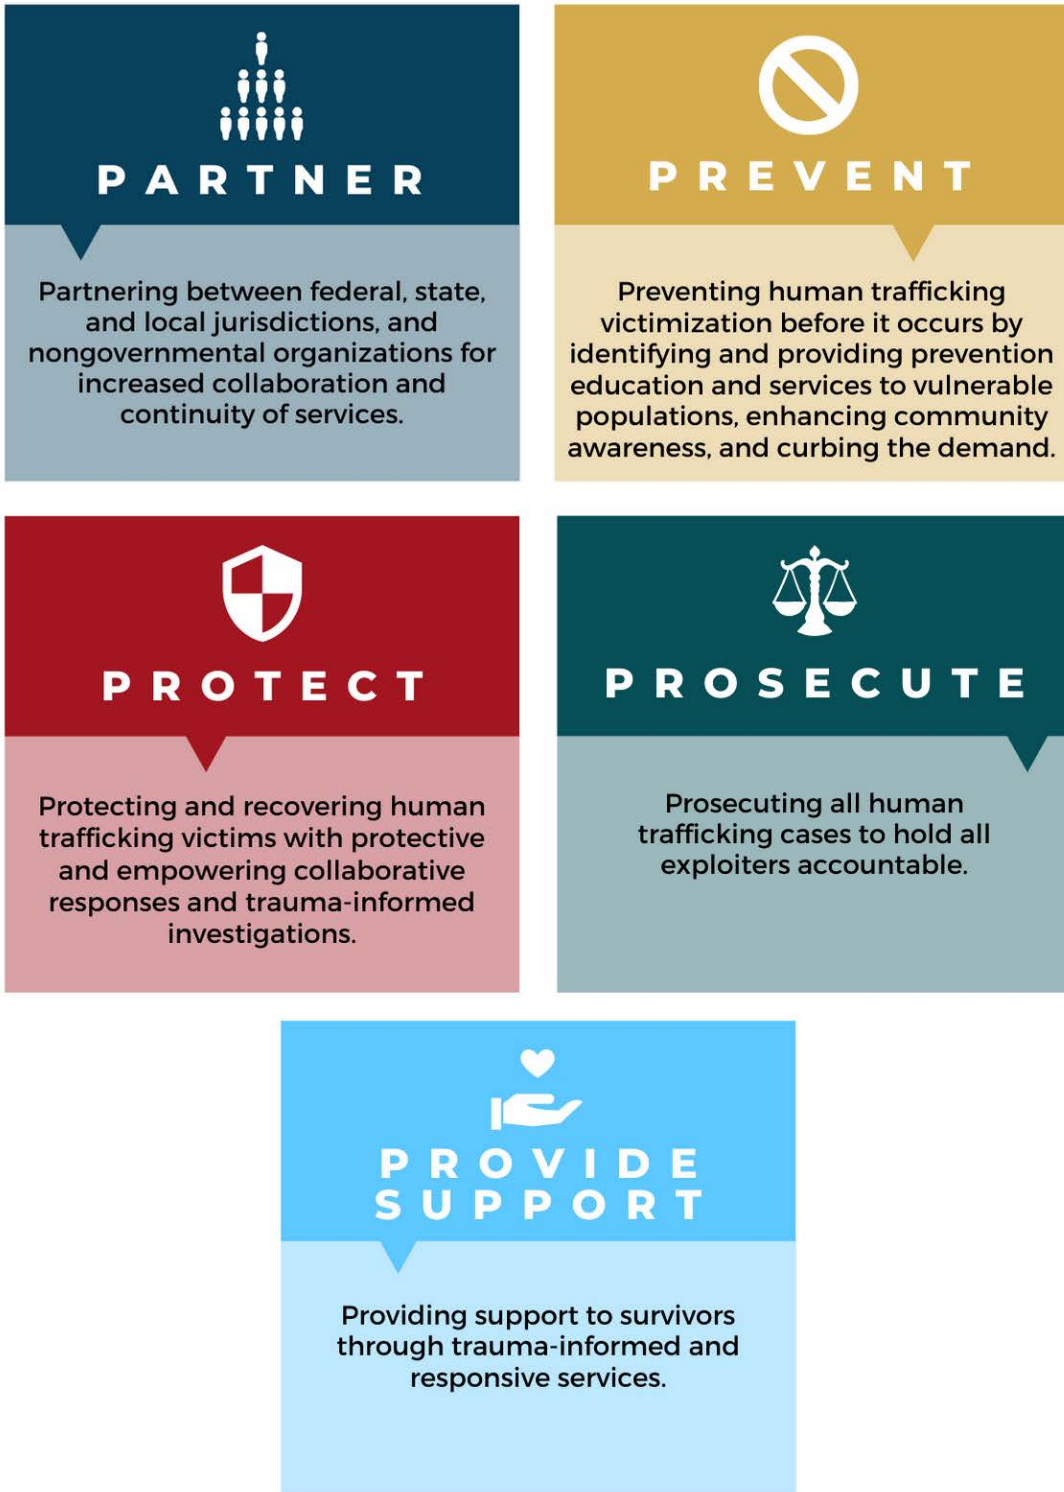 PARTNER
Partnering between federal, state,
and local jurisdictions, and
nongovernmental organizations for
increased collaboration and
continuity of services.
PREVENT
Preventing human trafficking
victimization before it occurs by
identifying and providing prevention
education and services to vulnerable
populations, enhancing community
awareness, and curbing the demand.
PROTECT
Protecting and recovering human
trafficking victims with protective
and empowering collaborative
responses and trauma-informed
investigations.
PROSECUTE
Prosecuting all human
trafficking cases to hold all
exploiters accountable.
PROVIDE
SUPPORT
Providing support to survivors
through trauma-informed and
responsive services.